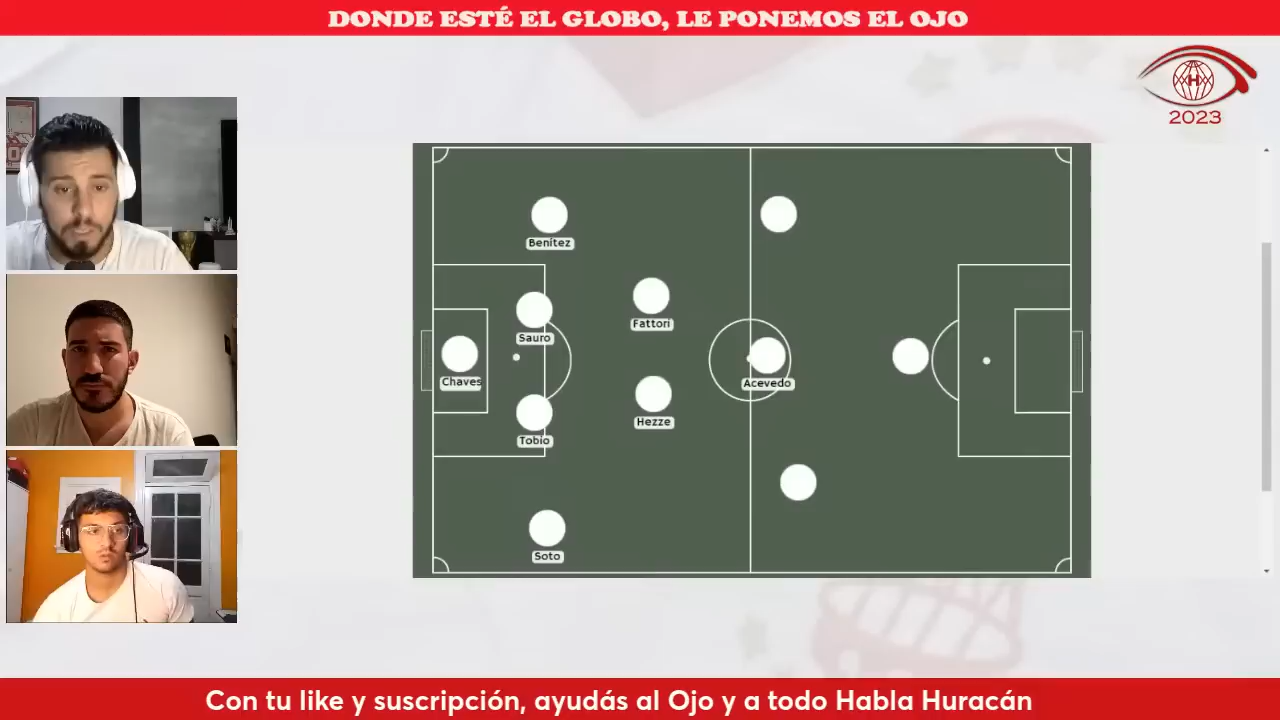 DONDE ESTÉ EL GLOBO, LE PONEMOS EL OJO
H
2023
Benítez
Sauro
Fattori
Chaves
Acevedo
Hezze
Tobio
Soto
Con tu like y suscripción, ayudás al Ojo y a todo Habla Huracán